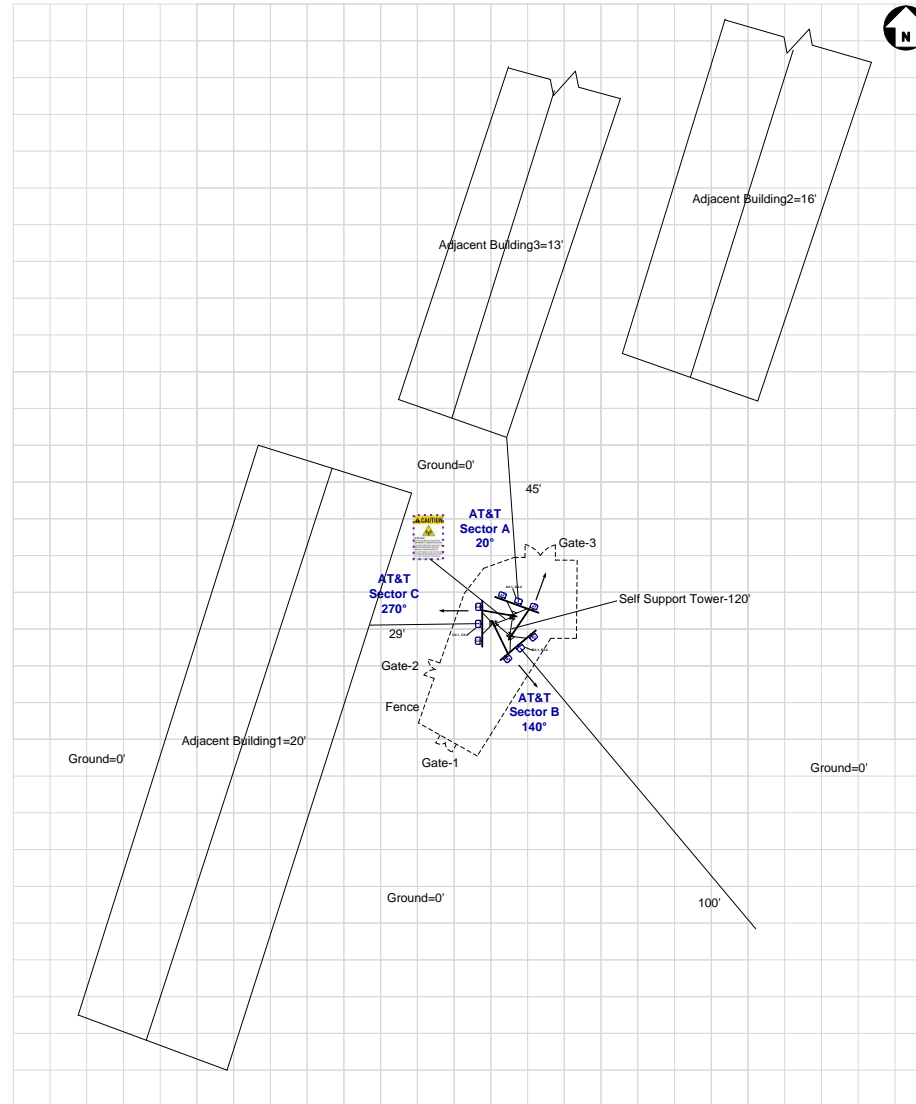 N
Adjacent Building2=16'
Adjacent Building3=13'
Ground=0'
45'
CAUTION
AT&T
Sector A
20°
Gate-3
AT&T
Sector C
270°
Self Support Tower-120'
29'
Gate-2
AT&T
Sector B
140°
Fence
Adjacent Building1=20'
Ground=0'
Gate-1
Ground=0'
Ground=0'
100'